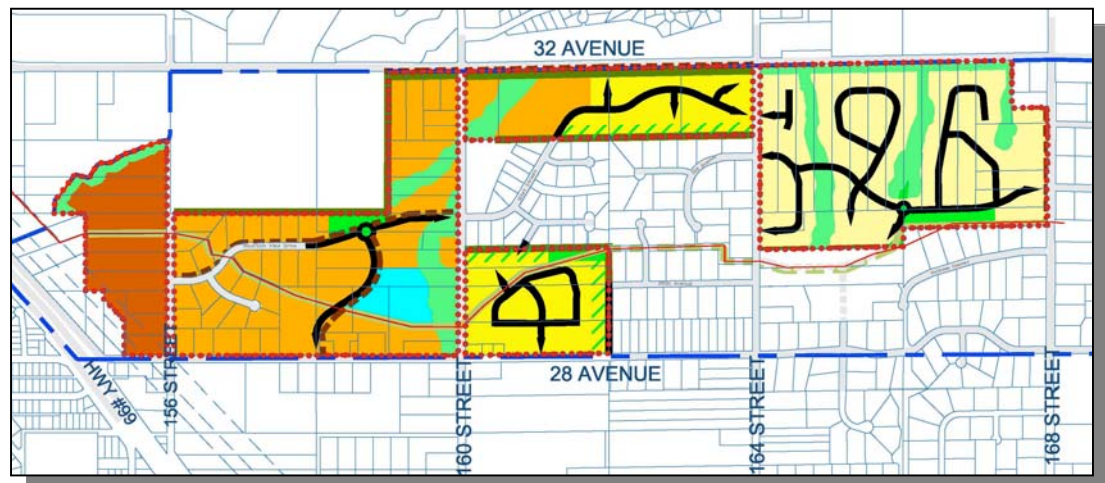 32 AVENUE
28 AVENUE
HWY #99
156 STREET
160 STREET
164 STREET
168 STREET